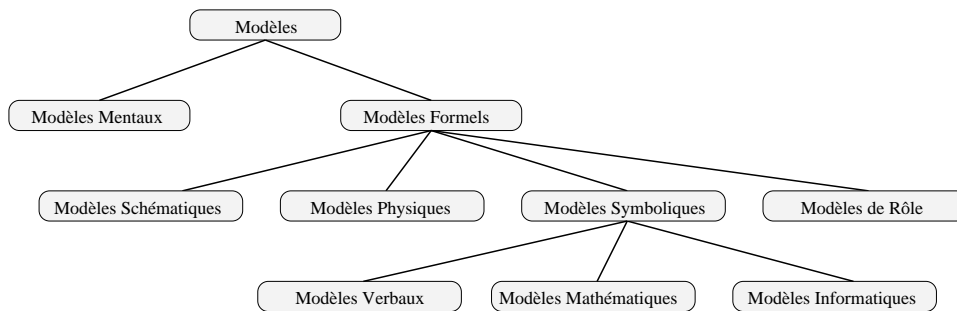 Modèles
Modèles Mentaux
Modèles Formels
Modèles Schématiques
Modèles Physiques
Modèles Symboliques
Modèles de Rôle
Modèles Verbaux
Modèles Mathématiques
Modèles Informatiques